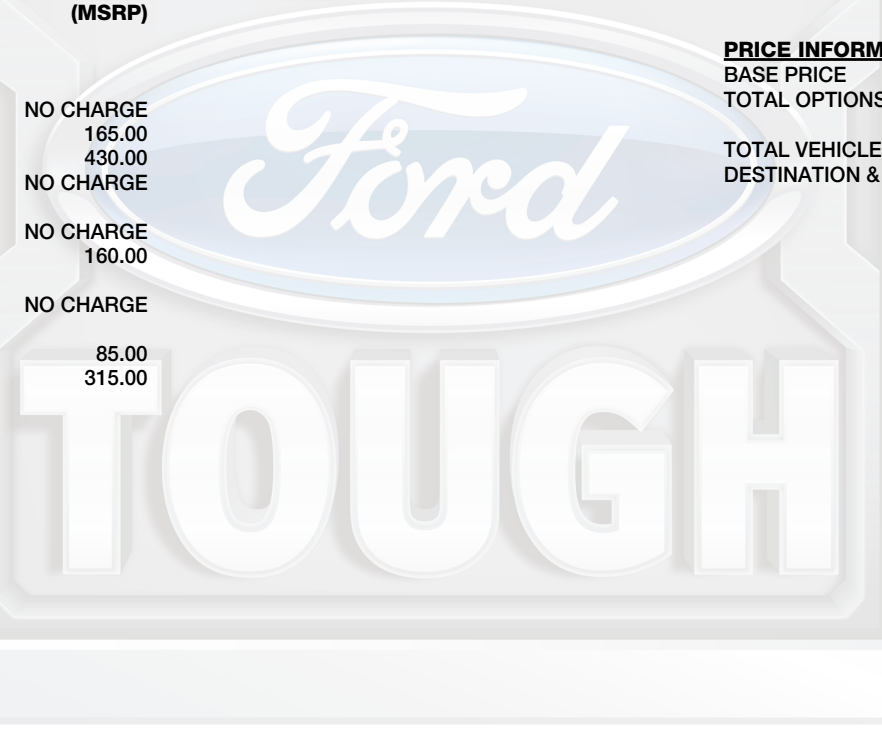 (MSRP)
NO CHARGE
165.00
430.00
NO CHARGE
NO CHARGE
160.00
NO CHARGE
85.00
315.00
PRICE INFORM
BASE PRICE
TOTAL OPTIONS
TOTAL VEHICLE
DESTINATION &
Ford
TOUGH